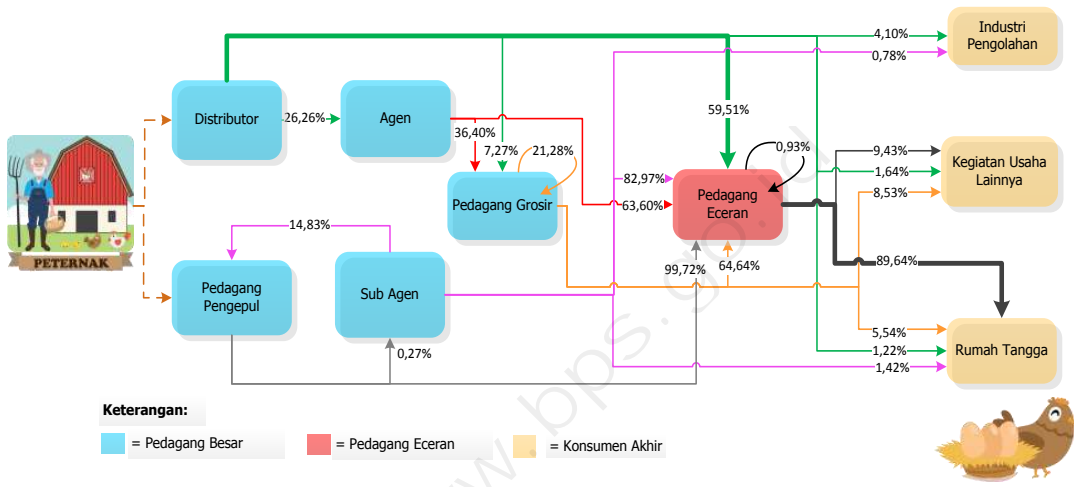 Industri
Pengolahan
4,10%
0,78%
Distributor
26,26%
Agen
36,40%
7,27%
21,28%
59,51%
0,93%
9,43%
1,64%
8,53%
Kegiatan Usaha
Lainnya
Pedagang Grosir
82,97%
63,60%
Pedagang
Eceran
PETERNAK
14,83%
Pedagang
Pengepul
Sub Agen
99,72%
64,64%
89,64%
0,27%
5,54%
1,22%
1,42%
Rumah Tangga
Keterangan:
= Pedagang Besar
= Pedagang Eceran
= Konsumen Akhir
w.bps.go.id